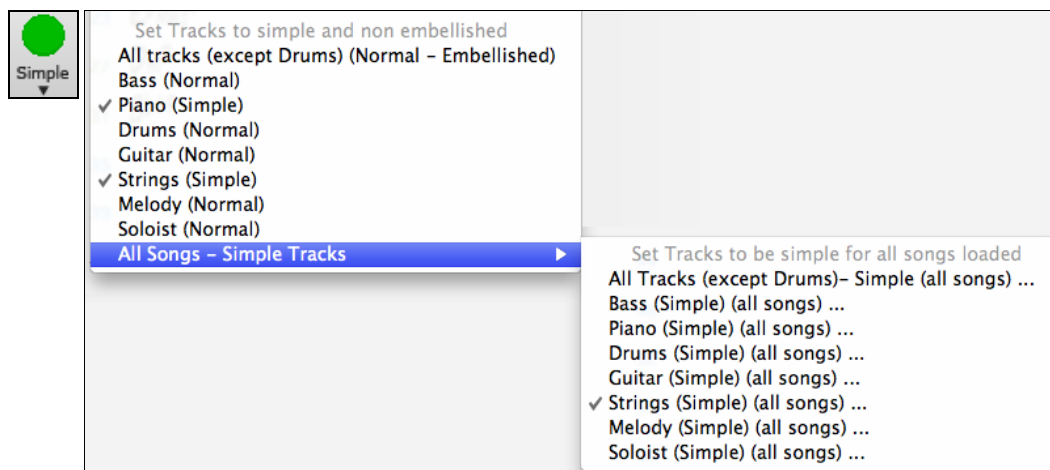 Simple
Set Tracks to simple and non embellished
All tracks (except Drums) (Normal – Embellished)
Bass (Normal)
Piano (Simple)
Drums (Normal)
Guitar (Normal)
Strings (Simple)
Melody (Normal)
Soloist (Normal)
All Songs – Simple Tracks
Set Tracks to be simple for all songs loaded
All Tracks (except Drums)– Simple (all songs) ...
Bass (Simple) (all songs) ...
Piano (Simple) (all songs) ...
Drums (Simple) (all songs) ...
Guitar (Simple) (all songs) ...
Strings (Simple) (all songs) ...
Melody (Simple) (all songs) ...
Soloist (Simple) (all songs) ...